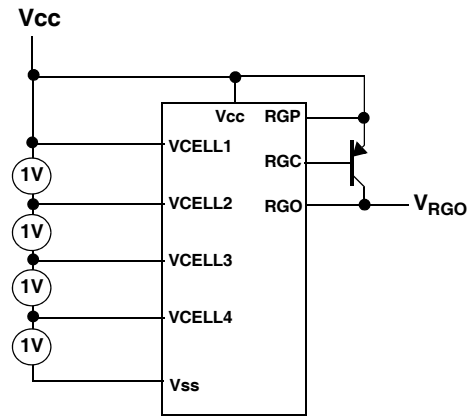 Vcc
Vcc RGP
VCELL1
1V
RGC
VCELL2
RGO
VRGO
1V
VCELL3
1V
VCELL4
1V
Vss